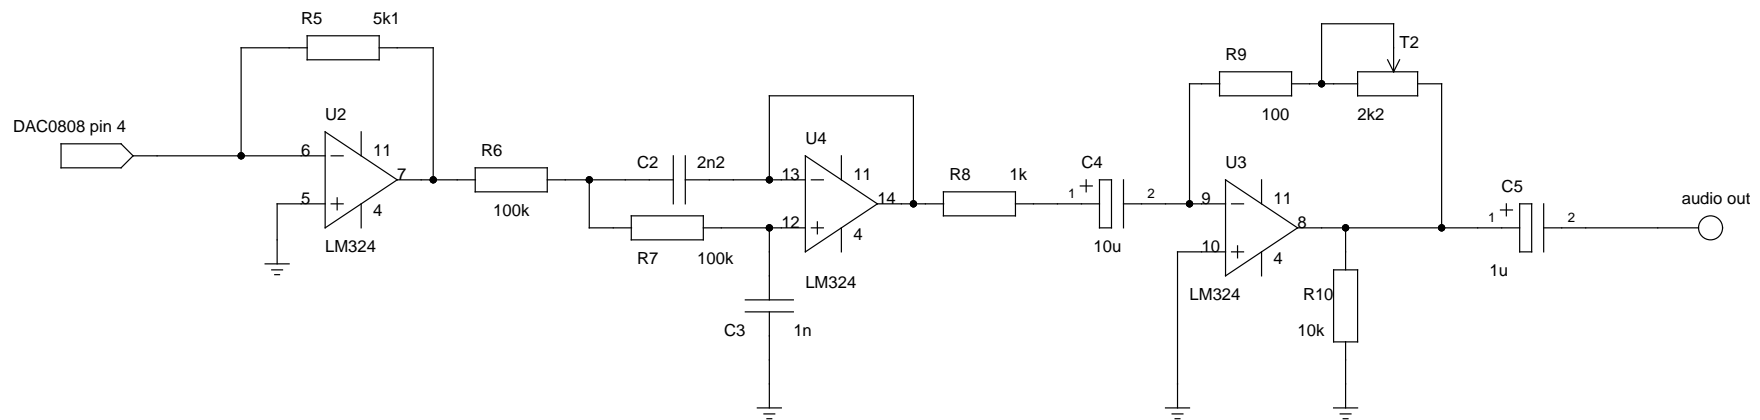 R5 5k1
DAC0808 pin 4
U2
6
5
11
4
7
LM324
R6
100k
C2 2n2
R7 100k
C3 1n
U4
13
12
11
4
14
LM324
R8 1k
C4
1 + 2
10u
R9
100
T2
2k2
U3
9
10
11
4
8
LM324
R10
10k
C5
1 + 2
1u
audio out